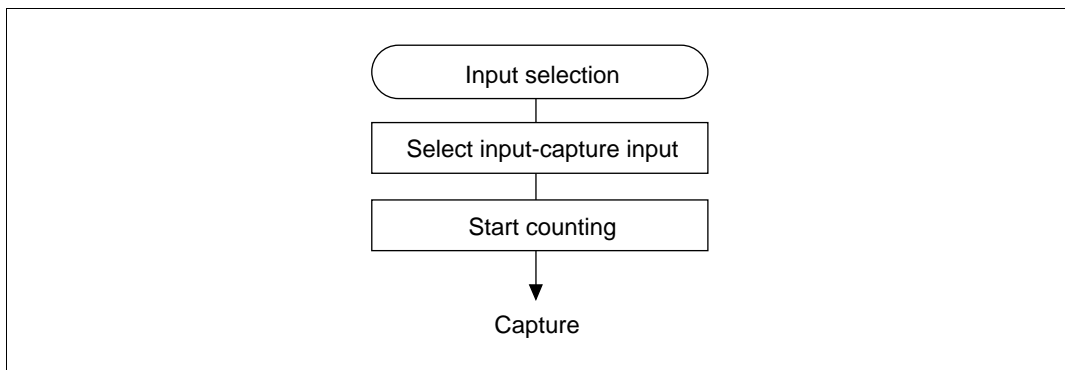 Input selection
Select input-capture input
Start counting
Capture